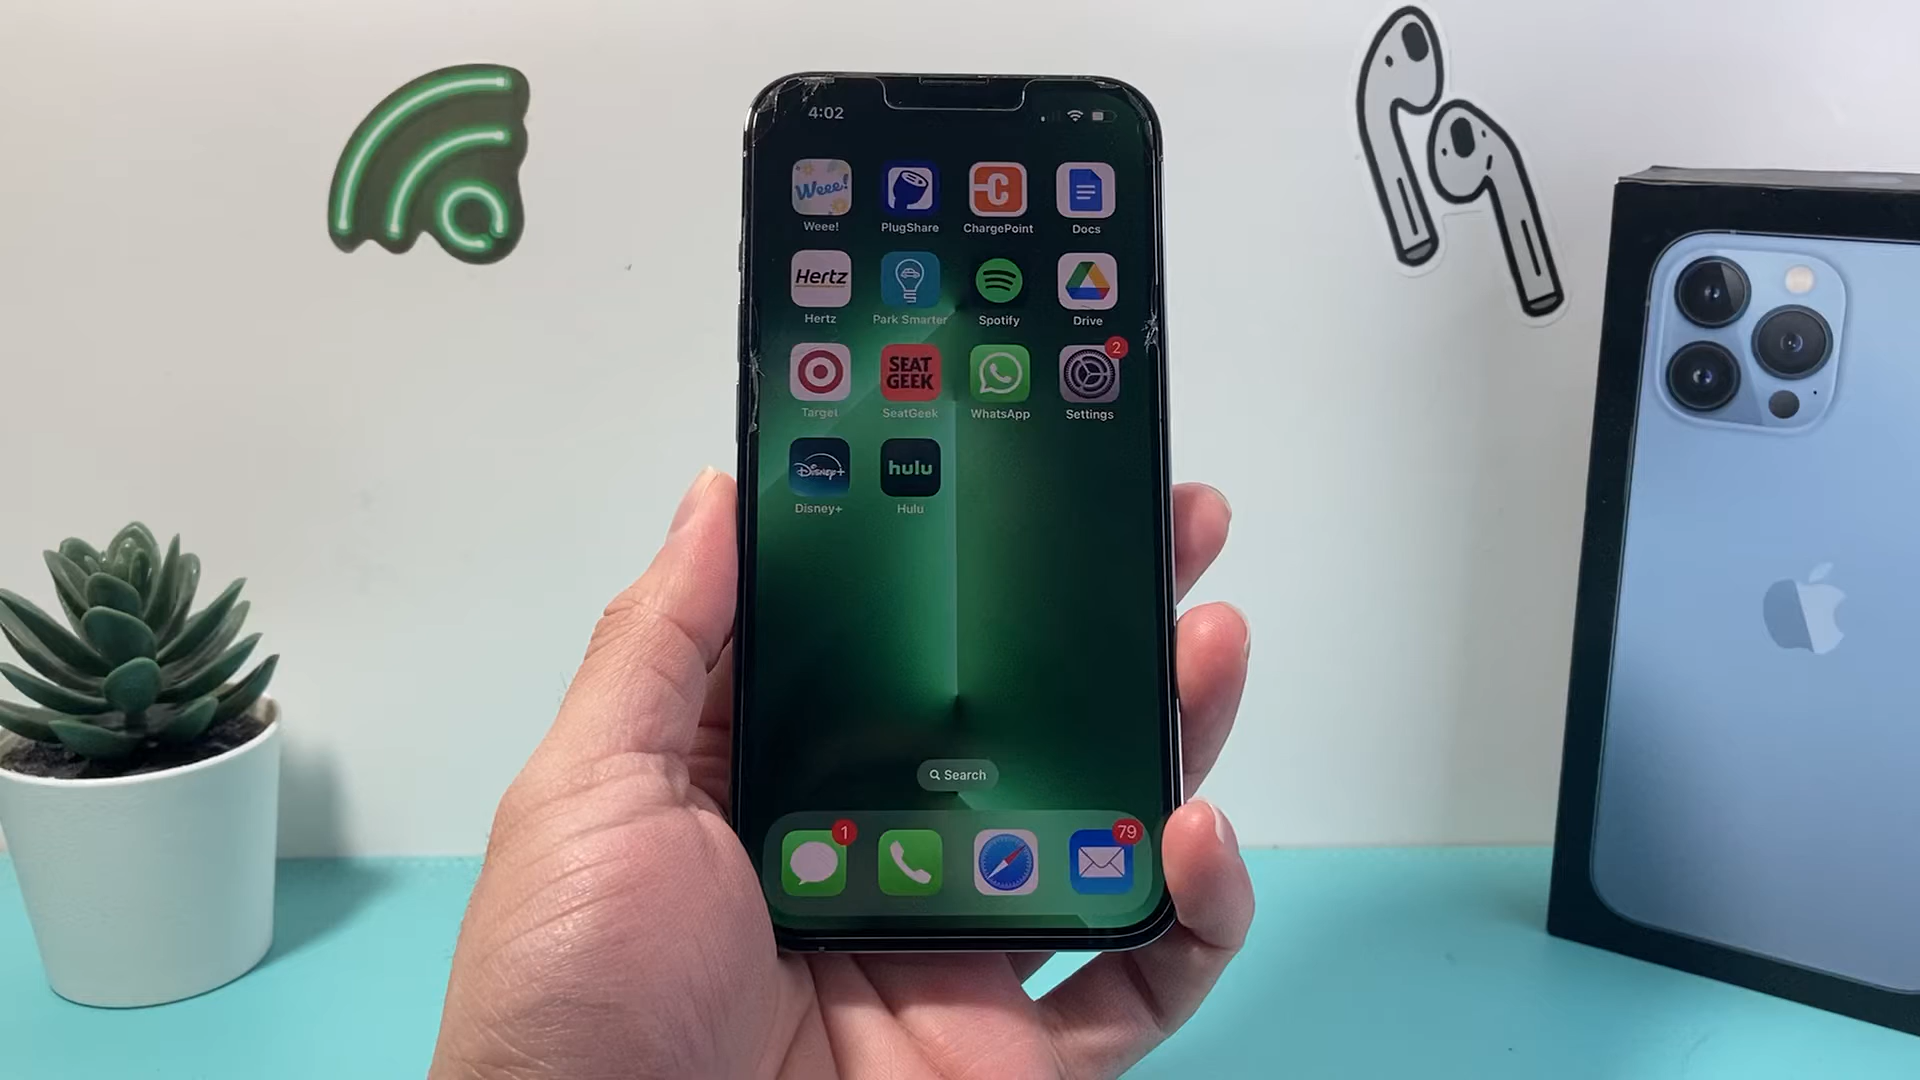 4:02
Weee!
Weee!
PlugShare
C
ChargePoint
Docs
Hertz
Hertz
Park Smarter
Spotify
Drive
2
Target
SEAT
GEEK
SeatGeek
WhatsApp
Settings
Disney+
hulu
Disney+
Hulu
Search
1
79